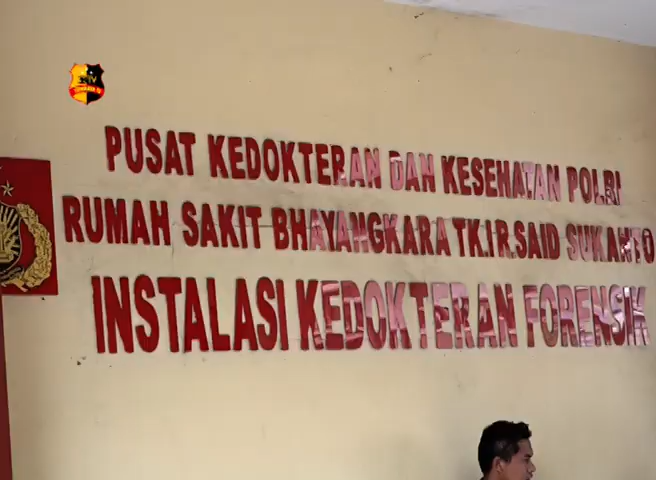 PUSAT KEDOKTERAN DAN KESEHATAN POLRI
RUMAH SAKIT BHAYANGKARA TK.I R.SAID SUKANTO
INSTALASI KEDOKTERAN FORENSIK